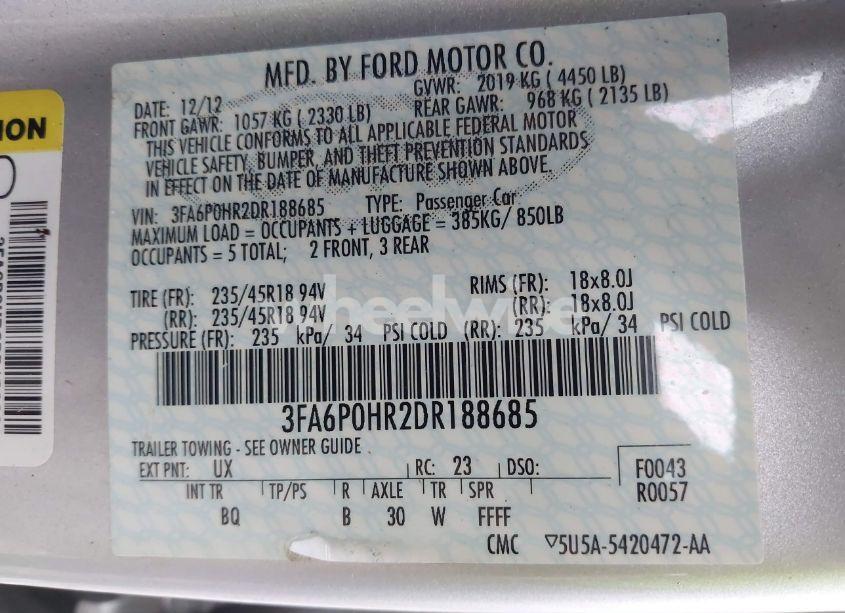 MFD. BY FORD MOTOR CO.
DATE: 12/12 GVWR: 2019 KG ( 4450 LB)
FRONT GAWR: 1057 KG ( 2330 LB) REAR GAWR: 968 KG ( 2135 LB)
THIS VEHICLE CONFORMS TO ALL APPLICABLE FEDERAL MOTOR
VEHICLE SAFETY, BUMPER, AND THEFT PREVENTION STANDARDS
IN EFFECT ON THE DATE OF MANUFACTURE SHOWN ABOVE.
VIN: 3FA6P0HR2DR188685 TYPE: Passenger Car
MAXIMUM LOAD = OCCUPANTS + LUGGAGE = 385KG/ 850LB
OCCUPANTS = 5 TOTAL; 2 FRONT, 3 REAR
TIRE (FR): 235/45R18 94V RIMS (FR): 18x8.0J
(RR): 235/45R18 94V (RR): 18x8.0J
PRESSURE (FR): 235 kPa/ 34 PSI COLD (RR): 235 kPa/ 34 PSI COLD
3FA6P0HR2DR188685
TRAILER TOWING - SEE OWNER GUIDE
EXT PNT: UX RC: 23 DSO: F0043
INT TR TP/PS R AXLE TR SPR R0057
BQ B 30 W FFFF
CMC ▽5U5A-5420472-AA
ION
wheelwise